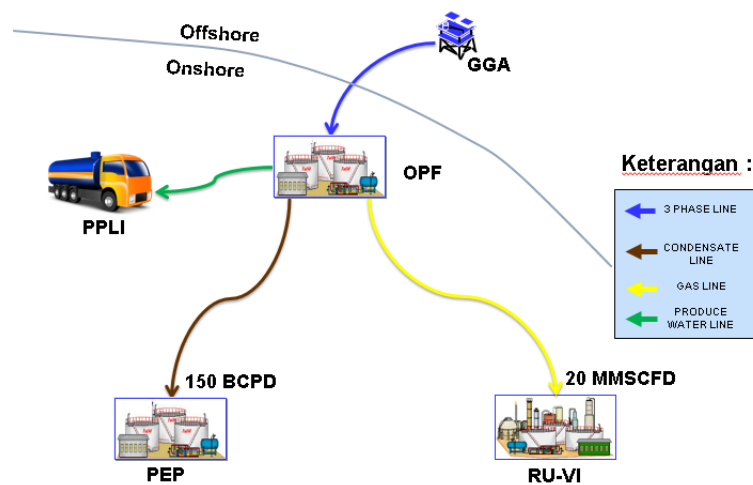 Offshore
Onshore
GGA
OPF
PPLI
Keterangan :
3 PHASE LINE
CONDENSATE
LINE
GAS LINE
PRODUCE
WATER LINE
150 BCPD
20 MMSCFD
PEP
RU-VI